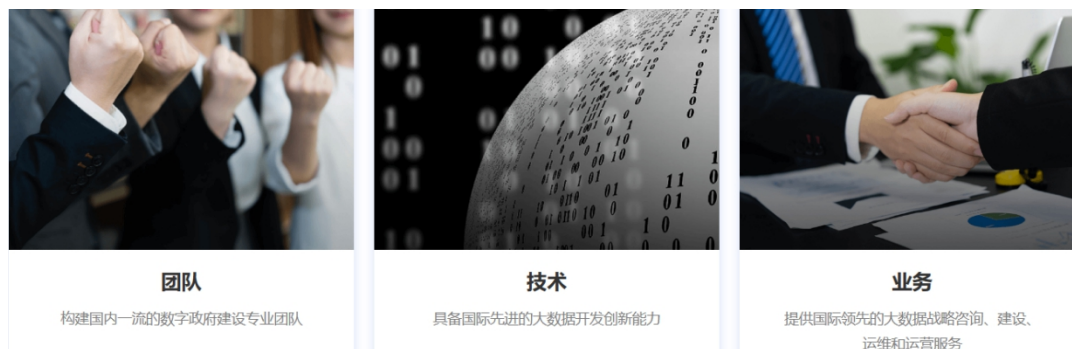 团队
构建国内一流的数字政府建设专业团队
技术
具备国际先进的大数据开发创新能力
业务
提供国际领先的大数据战略咨询、建设、
运维和运营服务